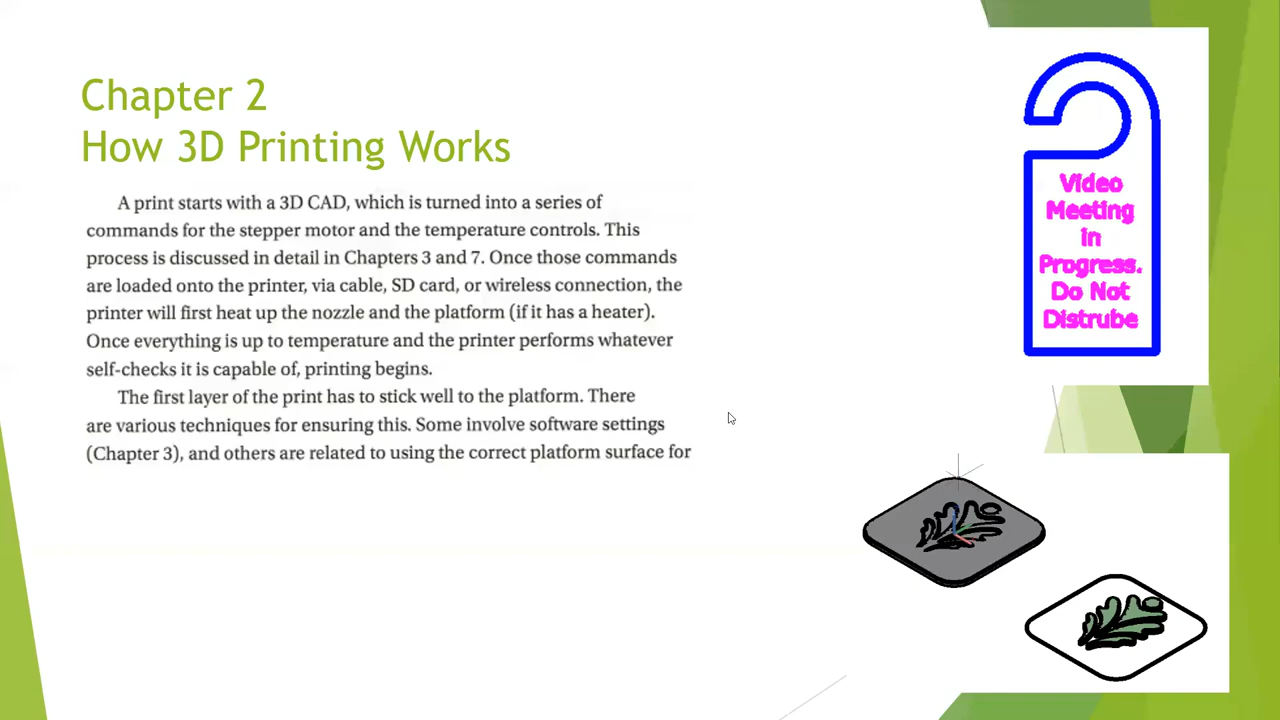 Chapter 2
How 3D Printing Works
A print starts with a 3D CAD, which is turned into a series of
commands for the stepper motor and the temperature controls. This
process is discussed in detail in Chapters 3 and 7. Once those commands
are loaded onto the printer, via cable, SD card, or wireless connection, the
printer will first heat up the nozzle and the platform (if it has a heater).
Once everything is up to temperature and the printer performs whatever
self-checks it is capable of, printing begins.
The first layer of the print has to stick well to the platform. There
are various techniques for ensuring this. Some involve software settings
(Chapter 3), and others are related to using the correct platform surface for
Video
Meeting
in
Progress.
Do Not
Distrube